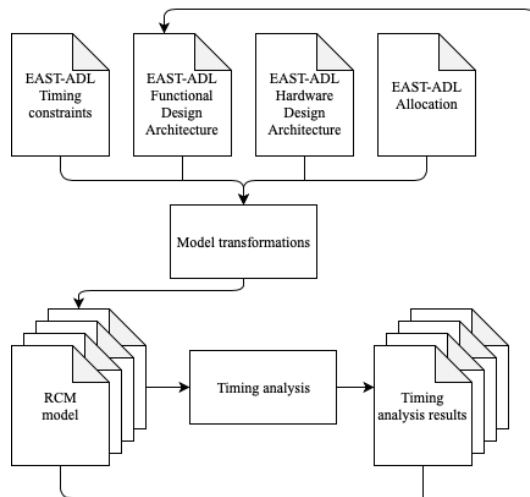 EAST-ADL
Timing
constraints
EAST-ADL
Functional
Design
Architecture
EAST-ADL
Hardware
Design
Architecture
EAST-ADL
Allocation
Model transformations
RCM
model
Timing analysis
Timing
analysis results